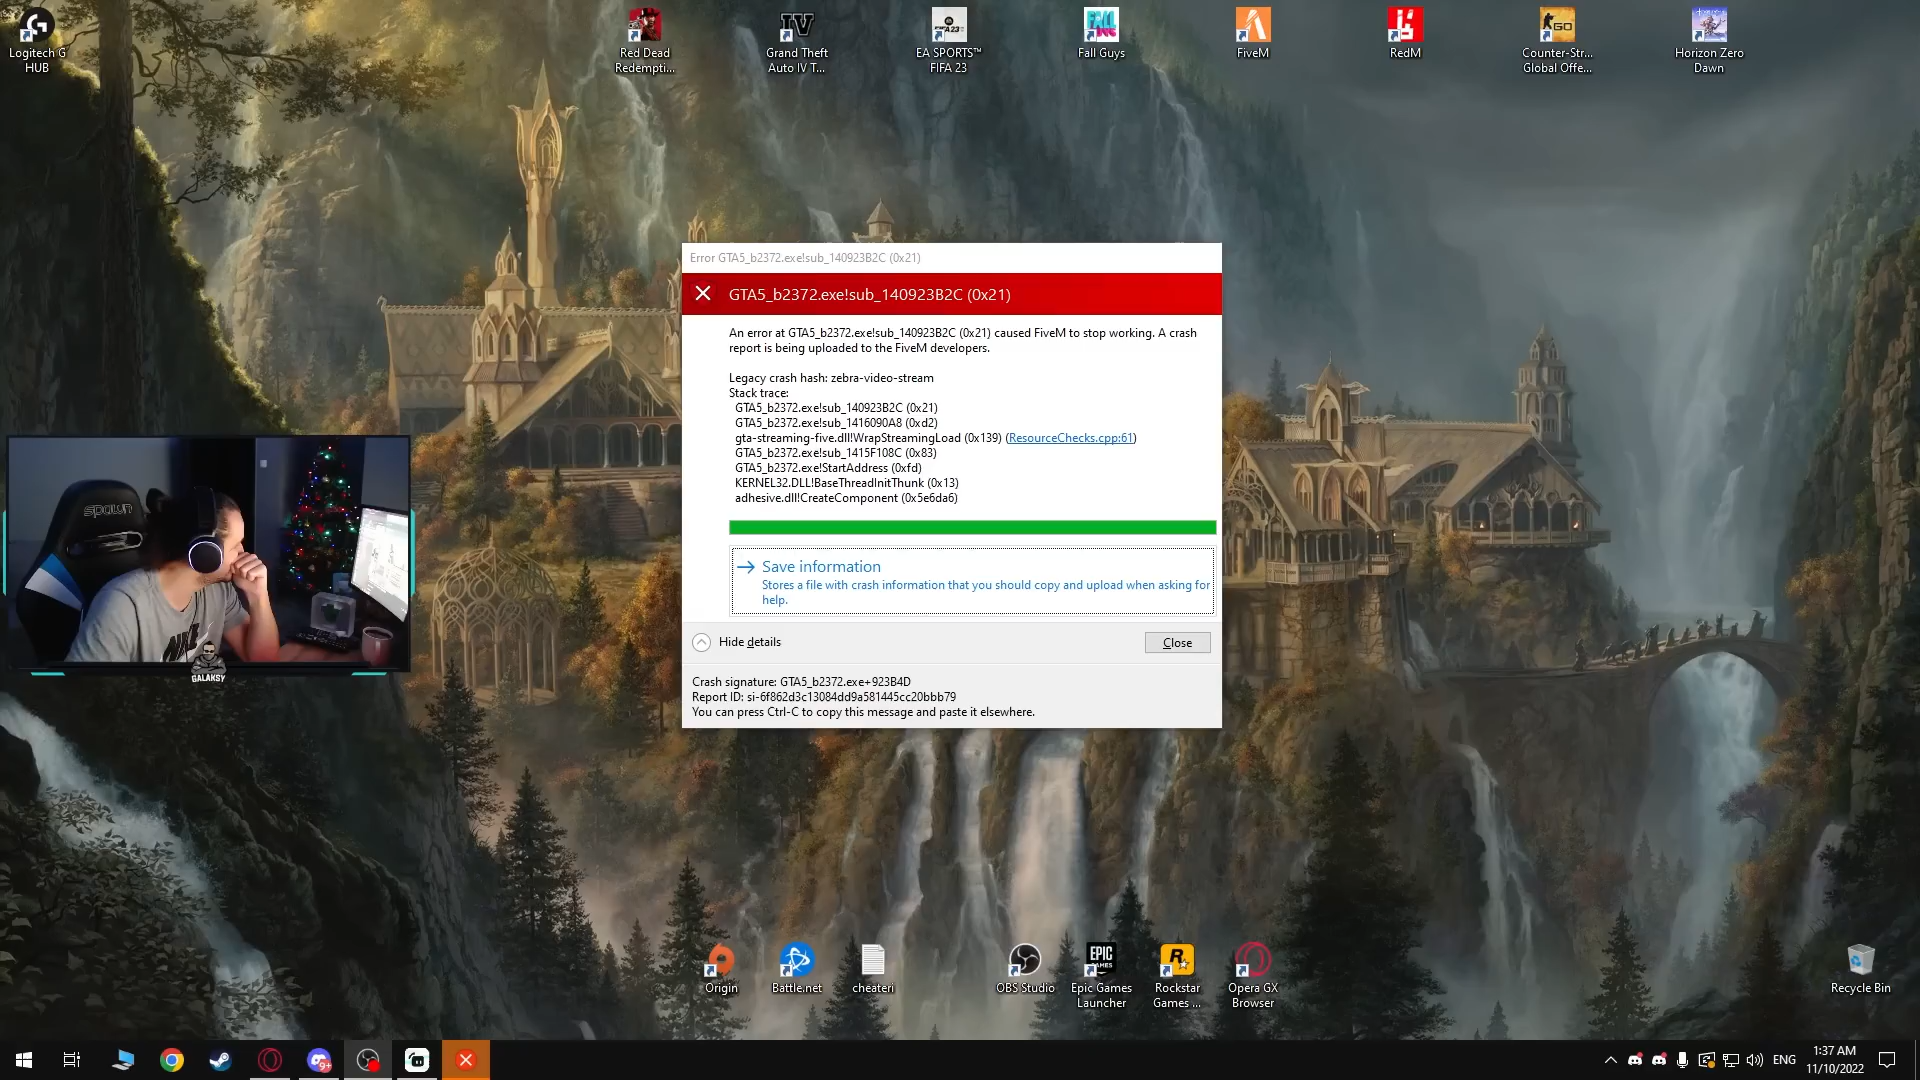 Logitech G
HUB
Red Dead
Redempti...
IV
Grand Theft
Auto IV T...
EA SPORTS™
FIFA 23
FALL
Fall Guys
FiveM
RedM
GO
Counter-Str...
Global Offe...
Horizon Zero
Dawn
Error GTA5_b2372.exe!sub_140923B2C (0x21)
GTA5_b2372.exe!sub_140923B2C (0x21)
An error at GTA5_b2372.exe!sub_140923B2C (0x21) caused FiveM to stop working. A crash
report is being uploaded to the FiveM developers.
Legacy crash hash: zebra-video-stream
Stack trace:
GTA5_b2372.exe!sub_140923B2C (0x21)
GTA5_b2372.exe!sub_1416090A8 (0xd2)
gta-streaming-five.dll!WrapStreamingLoad (0x139) (ResourceChecks.cpp:61)
GTA5_b2372.exe!sub_1415F108C (0x83)
GTA5_b2372.exe!StartAddress (0xfd)
KERNEL32.DLL!BaseThreadInitThunk (0x13)
adhesive.dll!CreateComponent (0x5e6da6)
Save information
Stores a file with crash information that you should copy and upload when asking for
help.
Hide details
Close
Crash signature: GTA5_b2372.exe+923B4D
Report ID: si-6f862d3c13084dd9a581445cc20bbb79
You can press Ctrl-C to copy this message and paste it elsewhere.
spawn
NIKE
GALAKSY
Origin
Battle.net
cheateri
OBS Studio
EPIC
GAMES
Epic Games
Launcher
R
Rockstar
Games ...
Opera GX
Browser
Recycle Bin
9+
ENG
1:37 AM
11/10/2022